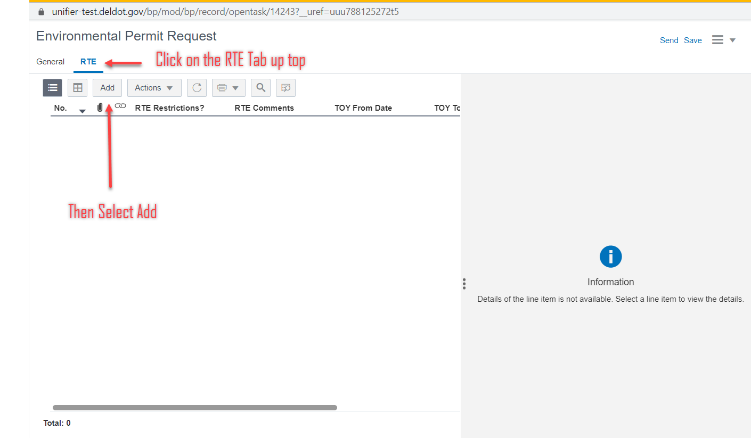 unifier-test.deldot.gov/bp/mod/bp/record/opentask/14243?__uref=uuu788125272t5
Environmental Permit Request
Send Save
General RTE
Click on the RTE Tab up top
Add Actions
No. RTE Restrictions? RTE Comments TOY From Date TOY To
Then Select Add
i
Information
Details of the line item is not available. Select a line item to view the details.
Total: 0